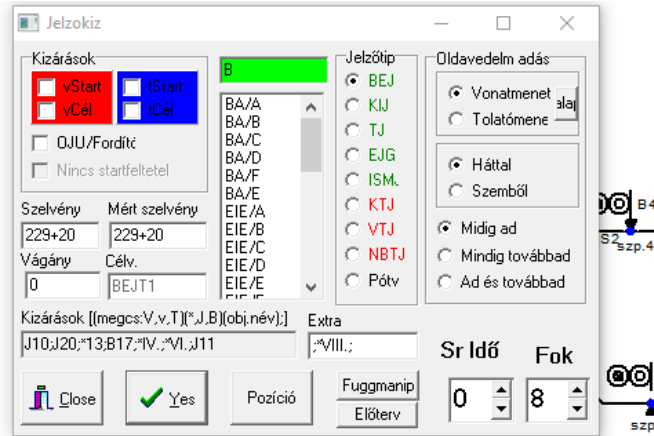 Jelzokiz
Kizárások
vStart
tStart
vCél
tCél
OJU/Fordítć
Nincs startfeltetel
Szelvény
Mért szelvény
229+20
229+20
Vágány
Célv.
0
BEJT1
B
BA/A
BA/B
BA/C
BA/D
BA/F
BA/E
EIE/A
EIE/B
EIE/C
EIE/D
EIE/E
Jelzőtip
BEJ
KIJ
TJ
EJG
ISM.
KTJ
VTJ
NBTJ
Pótv
Oldavedelm adás
Vonatmenet
alap
Tolatómene
Háttal
Szemből
Midig ad
Mindig továbbad
Ad és továbbad
Kizárások [(megcs:V,v,T)(*,J,B)(obj.név);]
Extra
J10;J20;*13;B17;*IV.;*VI.;J11
;*VIII.;
Sr Idő
Fok
0
8
Close
Yes
Pozíció
Fuggmanip
Előterv
B4
S2
szp.4
szp